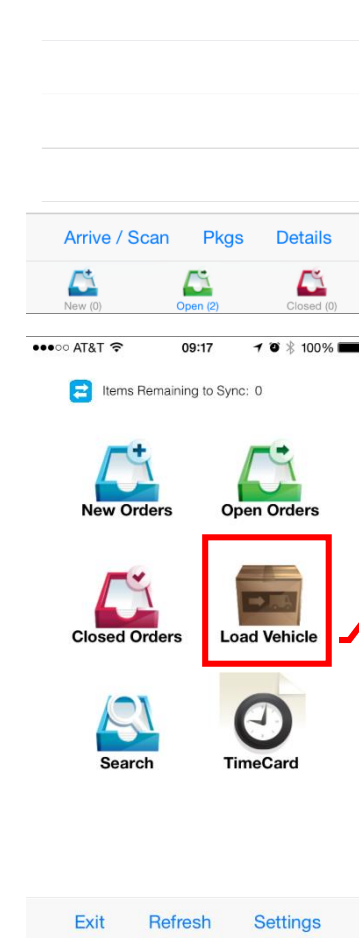 Arrive / Scan Pkgs Details
New (0) Open (2) Closed (0)
AT&T 09:17 100%
Items Remaining to Sync: 0
New Orders Open Orders
Closed Orders Load Vehicle
Search TimeCard
Exit Refresh Settings